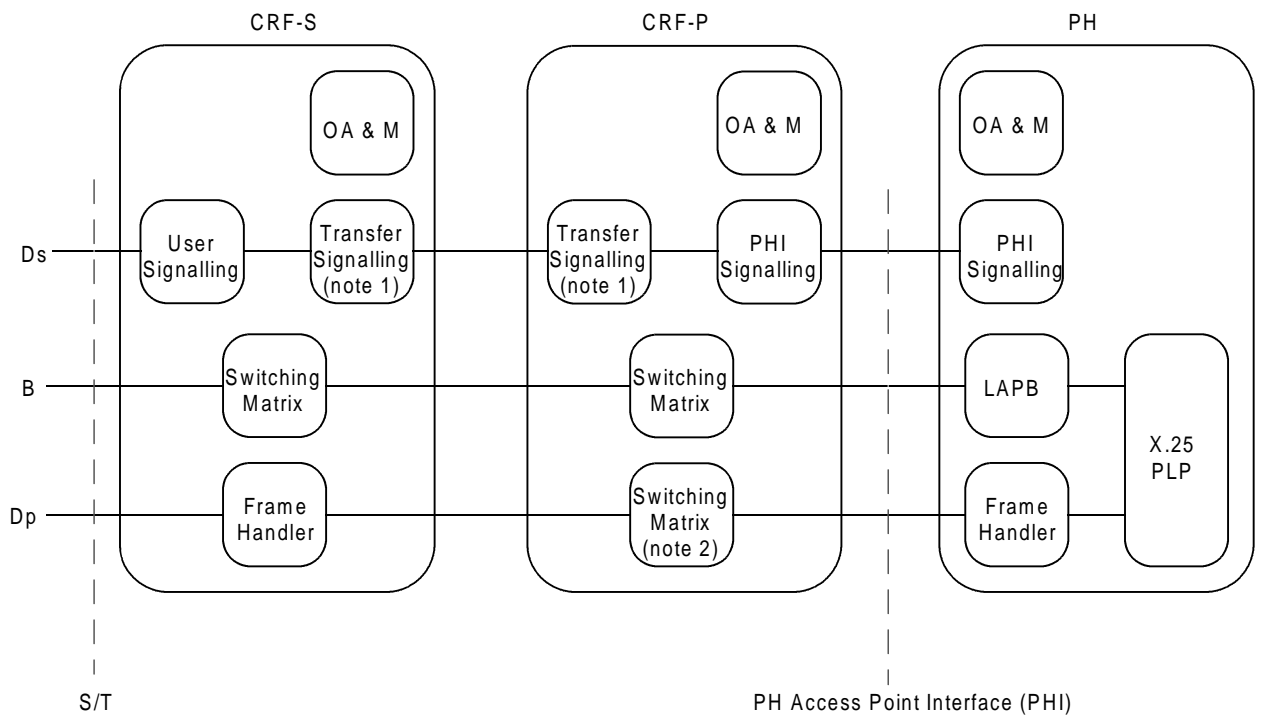 CRF-S
CRF-P
PH
OA & M
OA & M
OA & M
Ds
User
Signalling
Transfer
Signalling
(note 1)
Transfer
Signalling
(note 1)
PHI
Signalling
PHI
Signalling
B
Switching
Matrix
Switching
Matrix
LAPB
X.25
PLP
Dp
Frame
Handler
Switching
Matrix
(note 2)
Frame
Handler
S/T
PH Access Point Interface (PHI)